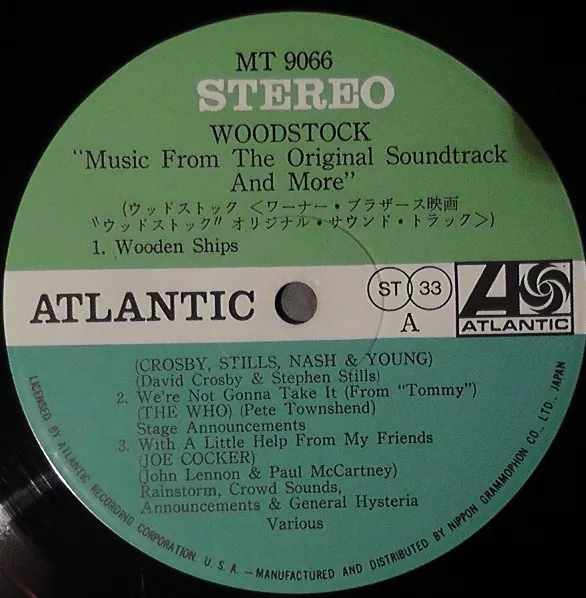 MT 9066
STEREO
WOODSTOCK
“Music From The Original Soundtrack
And More”
(ウッドストック <ワーナー・ブラザース映画
〝ウッドストック〟オリジナル・サウンド・トラック>)
1. Wooden Ships
ATLANTIC
ST 33
A
ATLANTIC
(CROSBY, STILLS, NASH & YOUNG)
(David Crosby & Stephen Stills)
2. We're Not Gonna Take It (From “Tommy”)
(THE WHO) (Pete Townshend)
Stage Announcements
3. With A Little Help From My Friends
(JOE COCKER)
(John Lennon & Paul McCartney)
Rainstorm, Crowd Sounds,
Announcements & General Hysteria
Various
LICENSED BY ATLANTIC RECORDING CORPORATION. U. S. A. — MANUFACTURED AND DISTRIBUTED BY NIPPON GRAMMOPHON CO., LTD., JAPAN